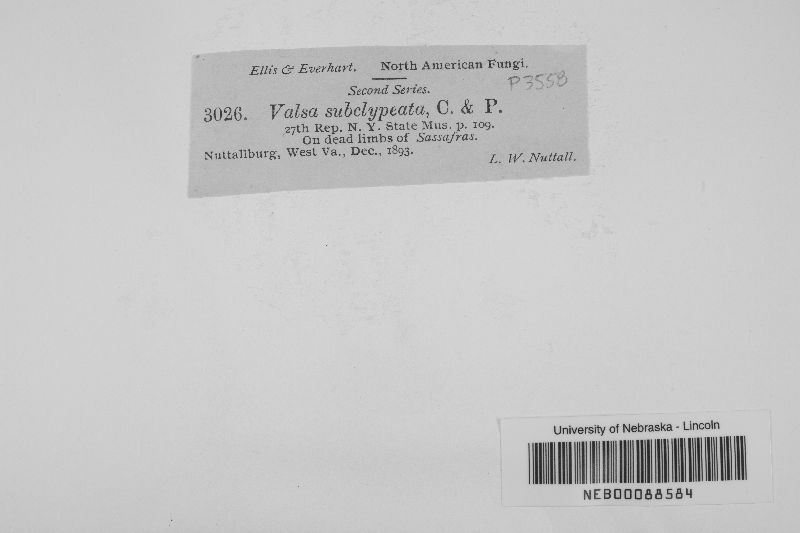 Ellis & Everhart. North American Fungi.
P3558
Second Series.
3026. Valsa subclypeata, C. & P.
27th Rep. N. Y. State Mus. p. 109.
On dead limbs of Sassafras.
Nuttallburg, West Va., Dec., 1893.
L. W. Nuttall.
University of Nebraska - Lincoln
NEB00088584